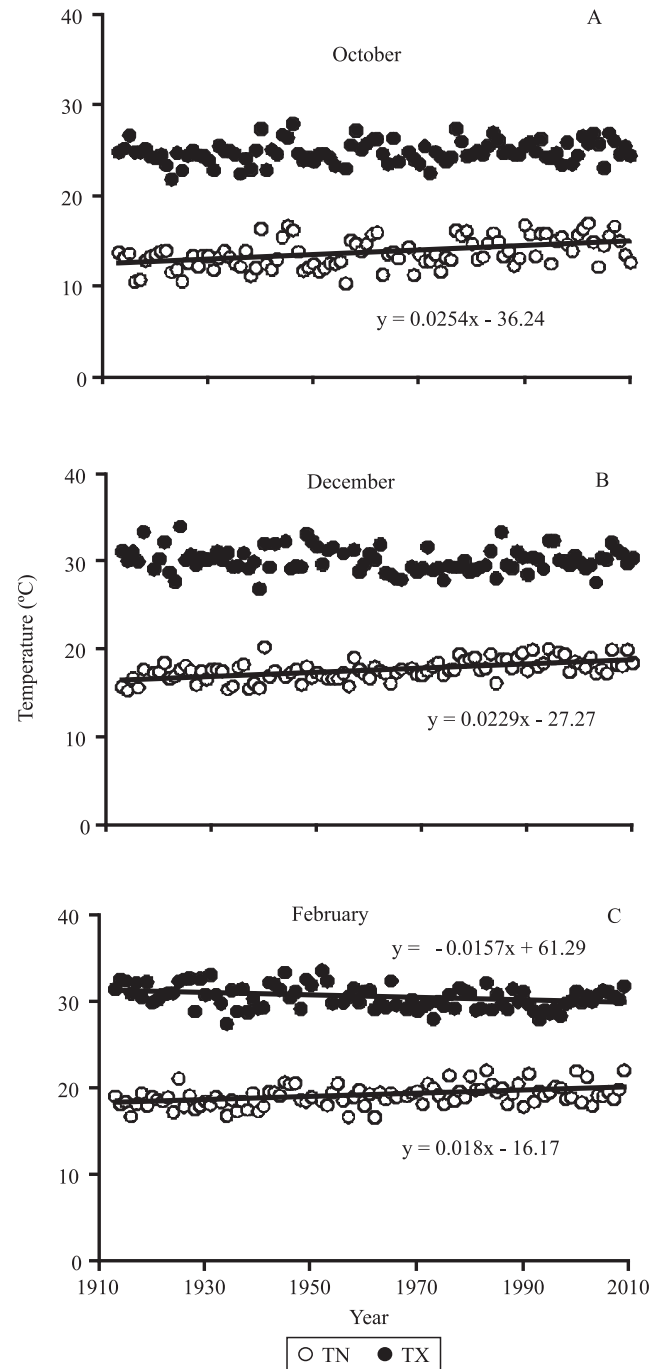 A
October
40
30
20
10
0
y = 0.0254x - 36.24
B
December
40
30
20
10
0
y = 0.0229x - 27.27
Temperature (ºC)
C
February
40
30
20
10
0
y = -0.0157x + 61.29
y = 0.018x - 16.17
1910 1930 1950 1970 1990 2010
Year
TN TX